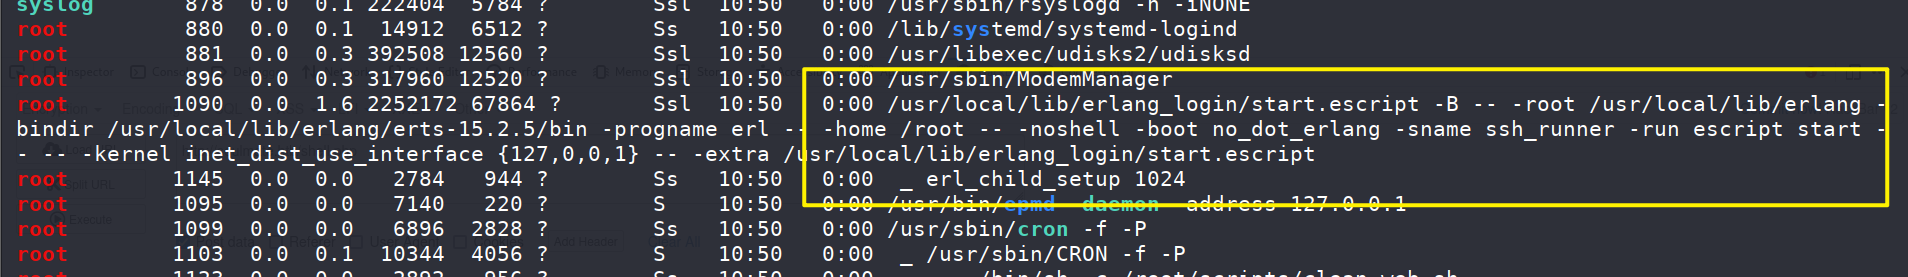 syslog 878 0.0 0.1 222404 5784 ? Ssl 10:50 0:00 /usr/sbin/rsyslogd -n -iNONE
root 880 0.0 0.1 14912 6512 ? Ss 10:50 0:00 /lib/systemd/systemd-logind
root 881 0.0 0.3 392508 12560 ? Ssl 10:50 0:00 /usr/libexec/udisks2/udisksd
root 896 0.0 0.3 317960 12520 ? Ssl 10:50 0:00 /usr/sbin/ModemManager
root 1090 0.0 1.6 2252172 67864 ? Ssl 10:50 0:00 /usr/local/lib/erlang_login/start.escript -B -- -root /usr/local/lib/erlang -
bindir /usr/local/lib/erlang/erts-15.2.5/bin -progname erl -- -home /root -- -noshell -boot no_dot_erlang -sname ssh_runner -run escript start -
- -- -kernel inet_dist_use_interface {127,0,0,1} -- -extra /usr/local/lib/erlang_login/start.escript
root 1145 0.0 0.0 2784 944 ? Ss 10:50 0:00 _ erl_child_setup 1024
root 1095 0.0 0.0 7140 220 ? S 10:50 0:00 /usr/bin/epmd -daemon -address 127.0.0.1
root 1099 0.0 0.0 6896 2828 ? Ss 10:50 0:00 /usr/sbin/cron -f -P
root 1103 0.0 0.1 10344 4056 ? S 10:50 0:00 _ /usr/sbin/CRON -f -P